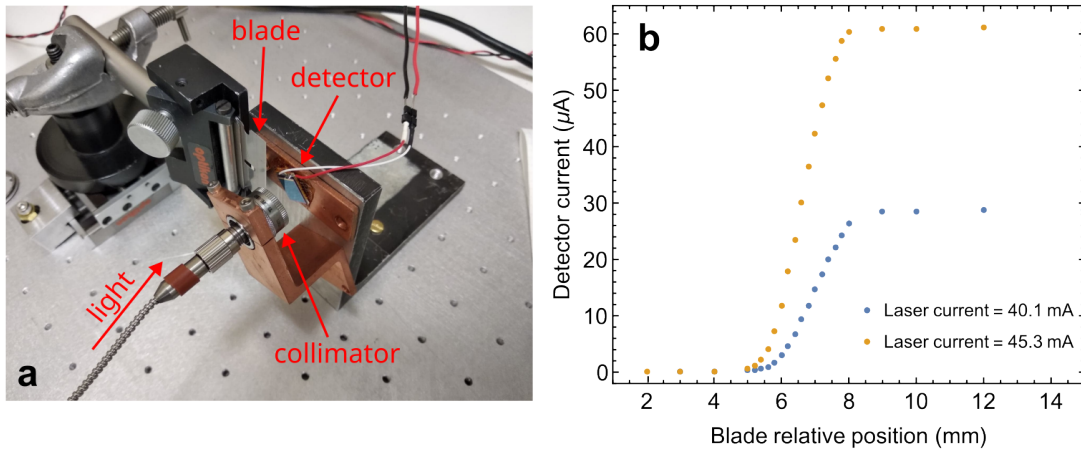 blade
detector
light
collimator
a
b
Detector current (μA)
60
50
40
30
20
10
0
2
4
6
8
10
12
14
Blade relative position (mm)
Laser current = 40.1 mA
Laser current = 45.3 mA